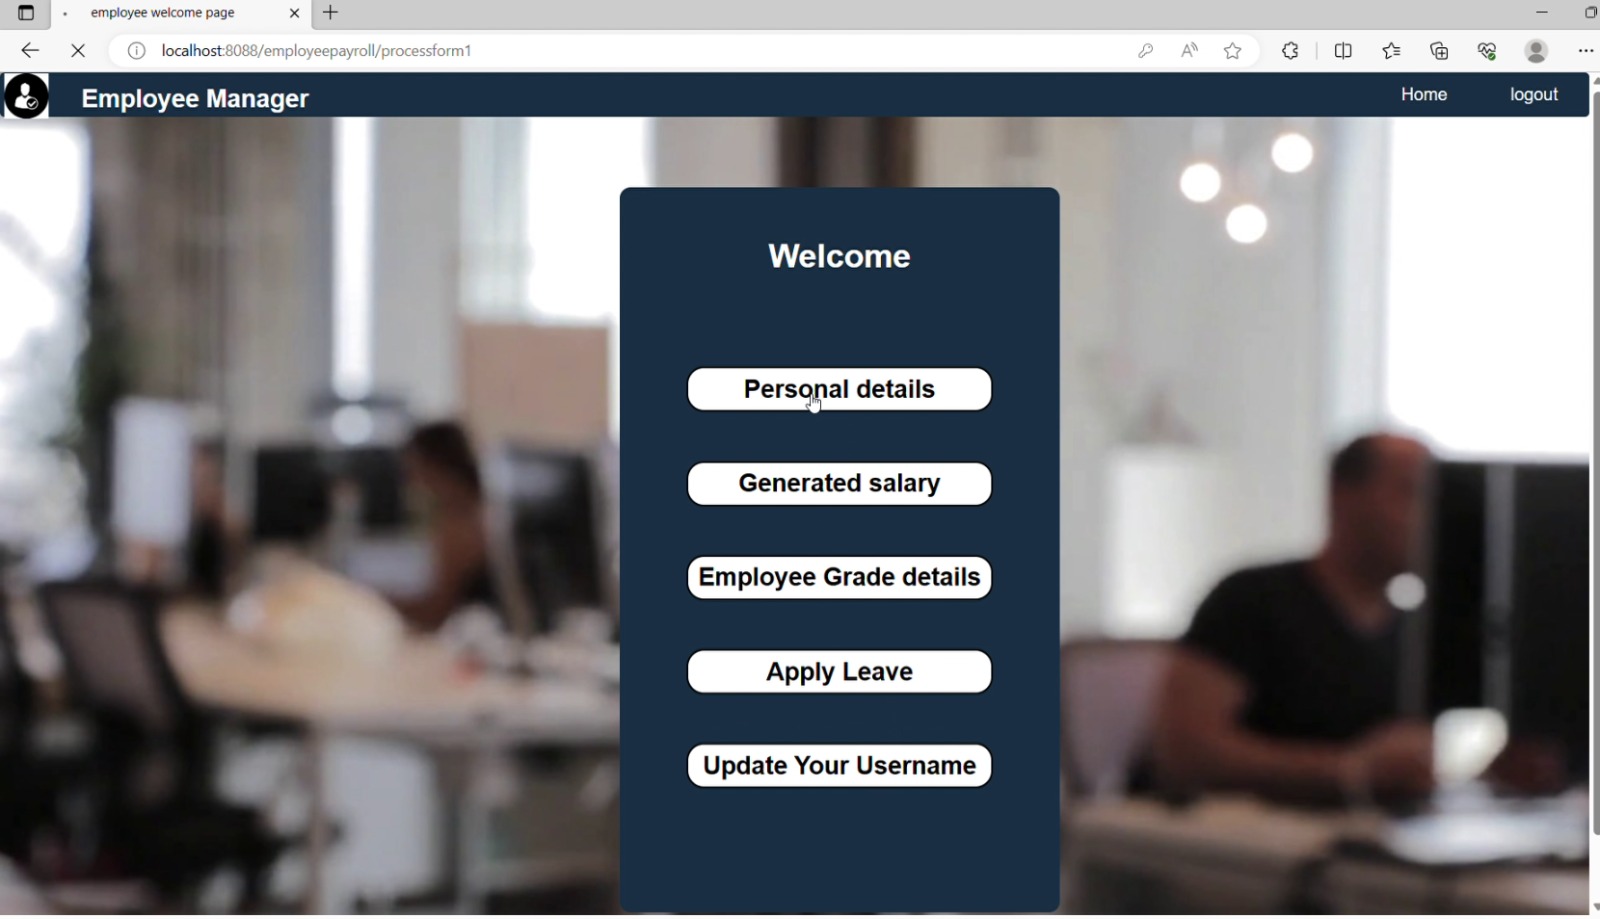 employee welcome page
localhost:8088/employeepayroll/processform1
Employee Manager
Home
logout
Welcome
Personal details
Generated salary
Employee Grade details
Apply Leave
Update Your Username